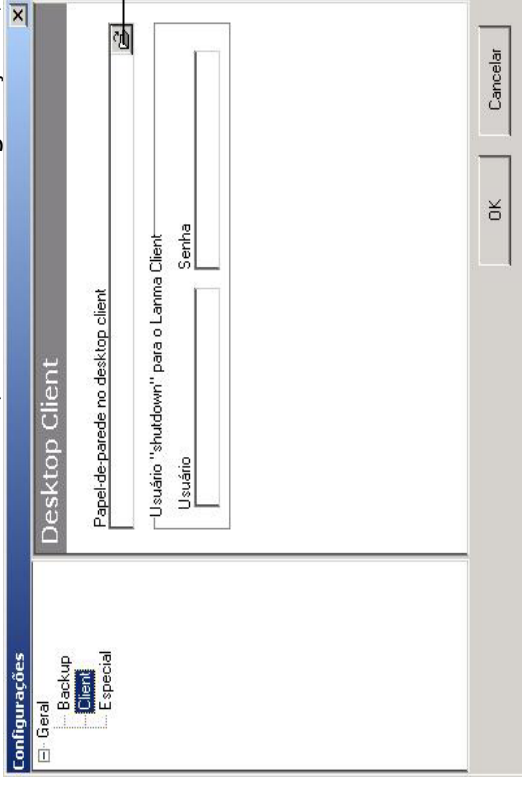 Configurações
Geral
Backup
Client
Especial
Desktop Client
Papel-de-parede no desktop client
Usuário "shutdown" para o Lanma Client
Usuário
Senha
OK
Cancelar